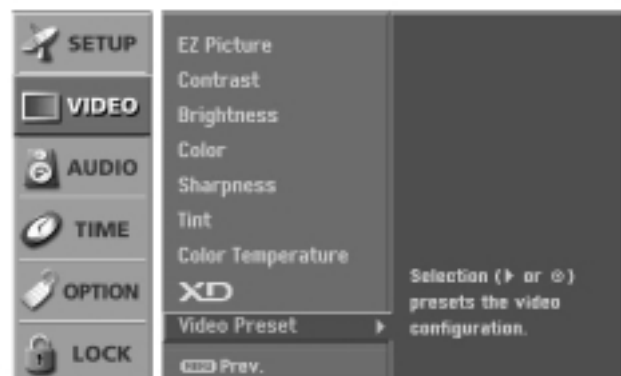 SETUP
VIDEO
AUDIO
TIME
OPTION
LOCK
EZ Picture
Contrast
Brightness
Color
Sharpness
Tint
Color Temperature
XD
Video Preset
MENU Prev.
Selection (▶ or ⊙)
presets the video
configuration.